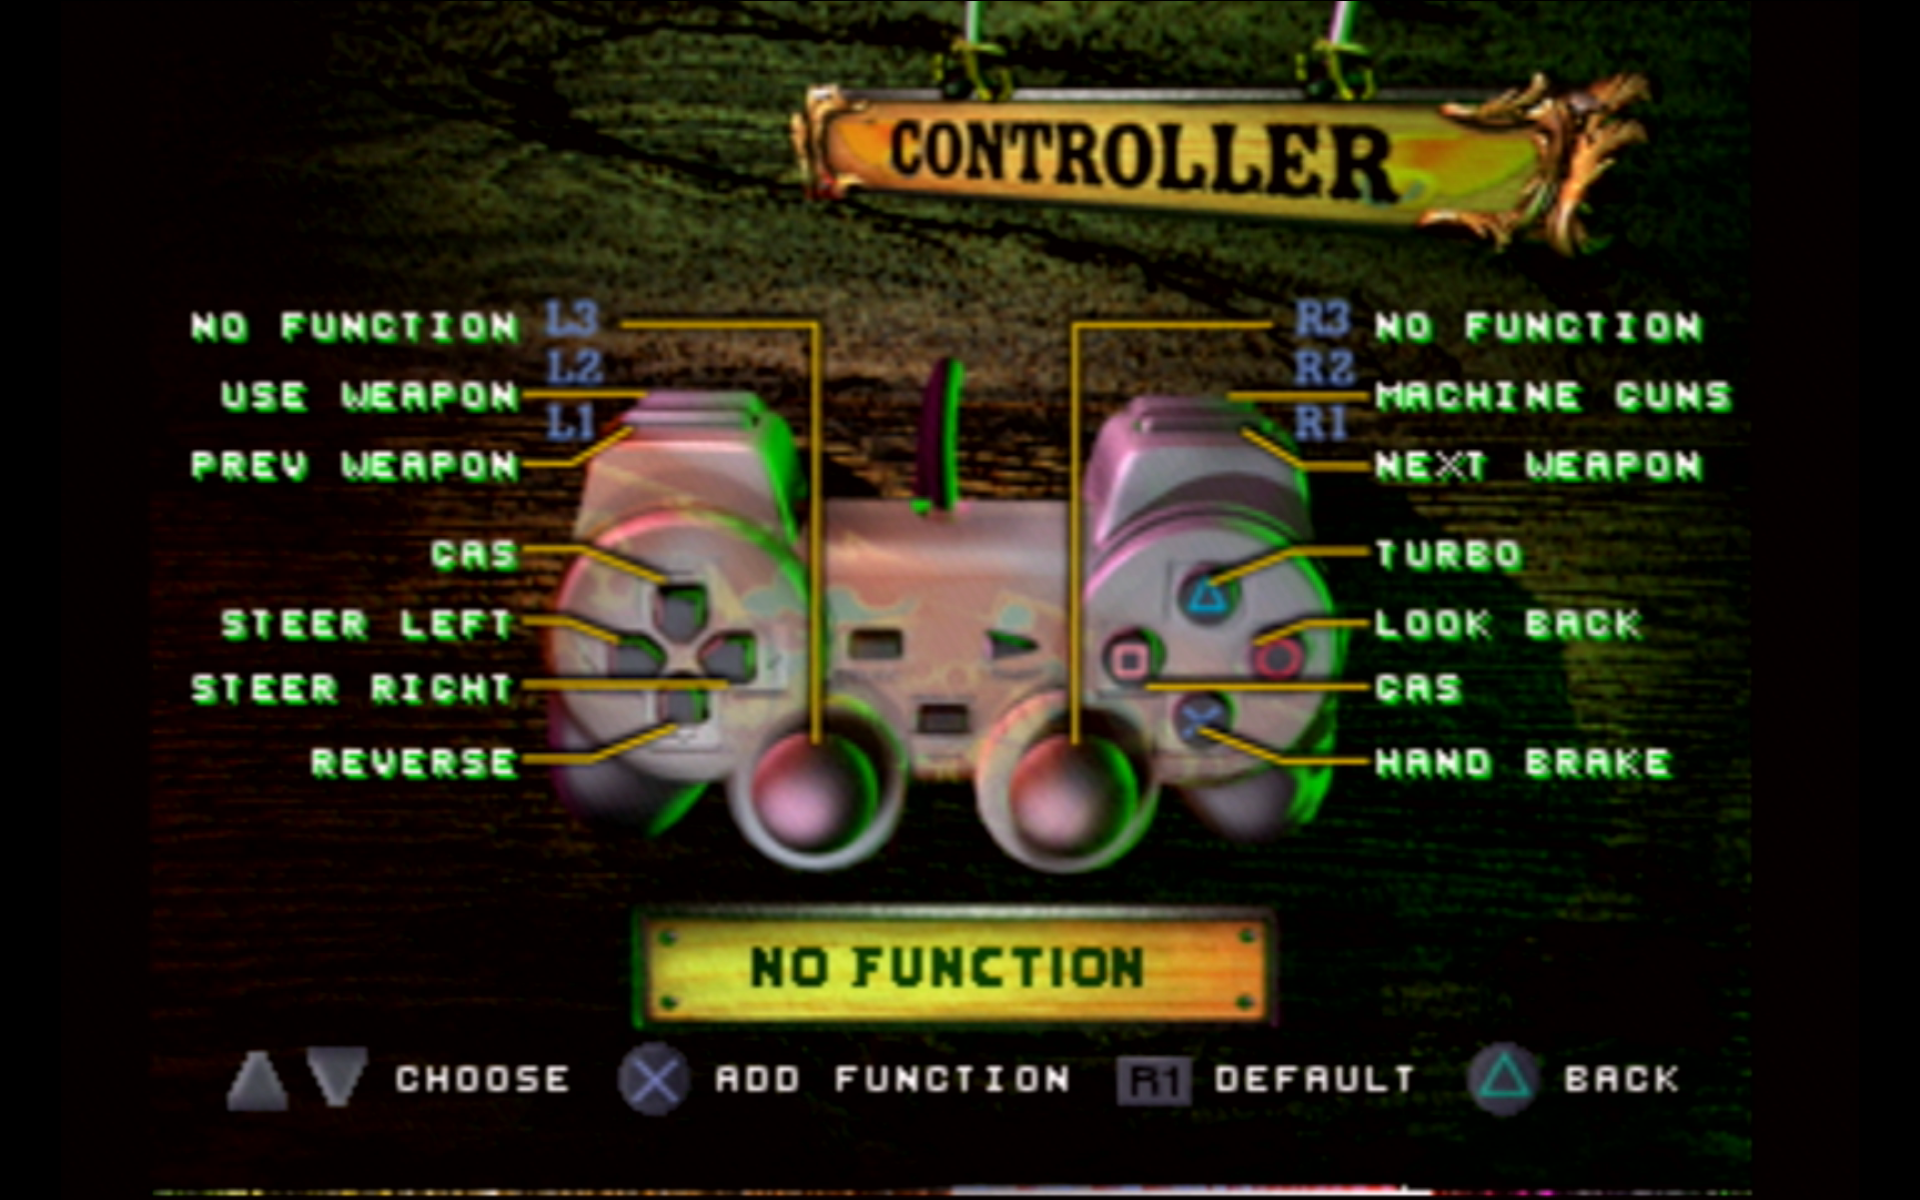 CONTROLLER
NO FUNCTION L3
L2
USE WEAPON
L1
PREV WEAPON
GAS
STEER LEFT
STEER RIGHT
REVERSE
R3 NO FUNCTION
R2
MACHINE GUNS
R1
NEXT WEAPON
TURBO
LOOK BACK
GAS
HAND BRAKE
NO FUNCTION
CHOOSE ADD FUNCTION R1 DEFAULT BACK